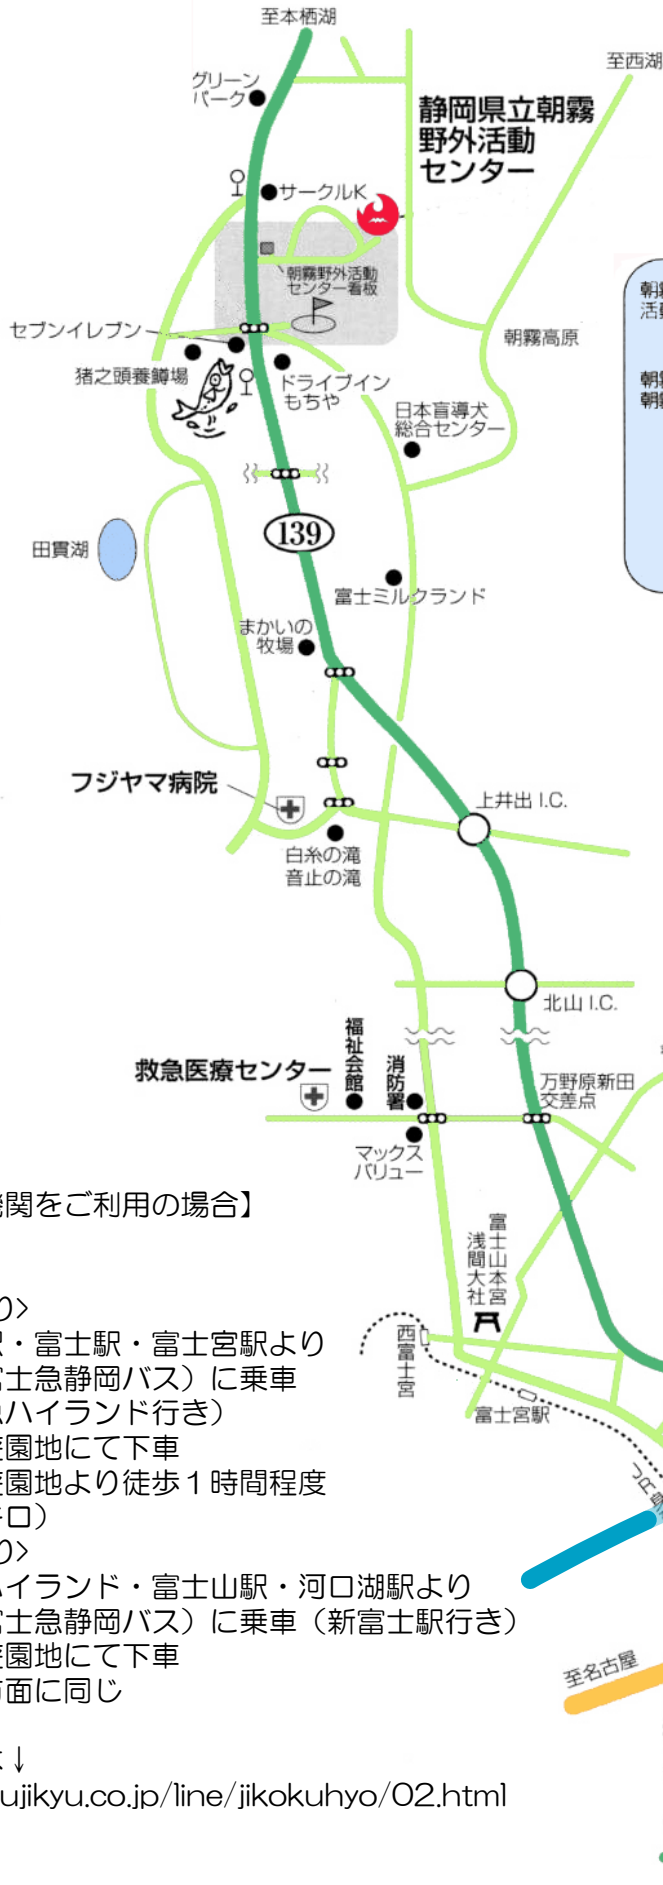 至本栖湖
至西湖
グリーン
パーク
静岡県立朝霧
野外活動
センター
サークルK
朝霧野外活動
センター看板
セブンイレブン
朝霧高原
猪之頭養鱒場
ドライブイン
もちや
日本盲導犬
総合センター
139
田貫湖
富士ミルクランド
まかいの
牧場
フジヤマ病院
上井出 I.C.
白糸の滝
音止の滝
北山 I.C.
福祉会館
消防署
救急医療センター
万野原新田
交差点
マックス
バリュー
関をご利用の場合】
富士山本宮
浅間大社
り>
・富士駅・富士宮駅より
士急静岡バス）に乗車
ハイランド行き）
園地にて下車
園地より徒歩１時間程度
キロ）
り>
イランド・富士山駅・河口湖駅より
士急静岡バス）に乗車（新富士駅行き）
園地にて下車
面に同じ
↓
ujikyu.co.jp/line/jikokuhyo/02.html
西富士宮
富士宮駅
至名古屋